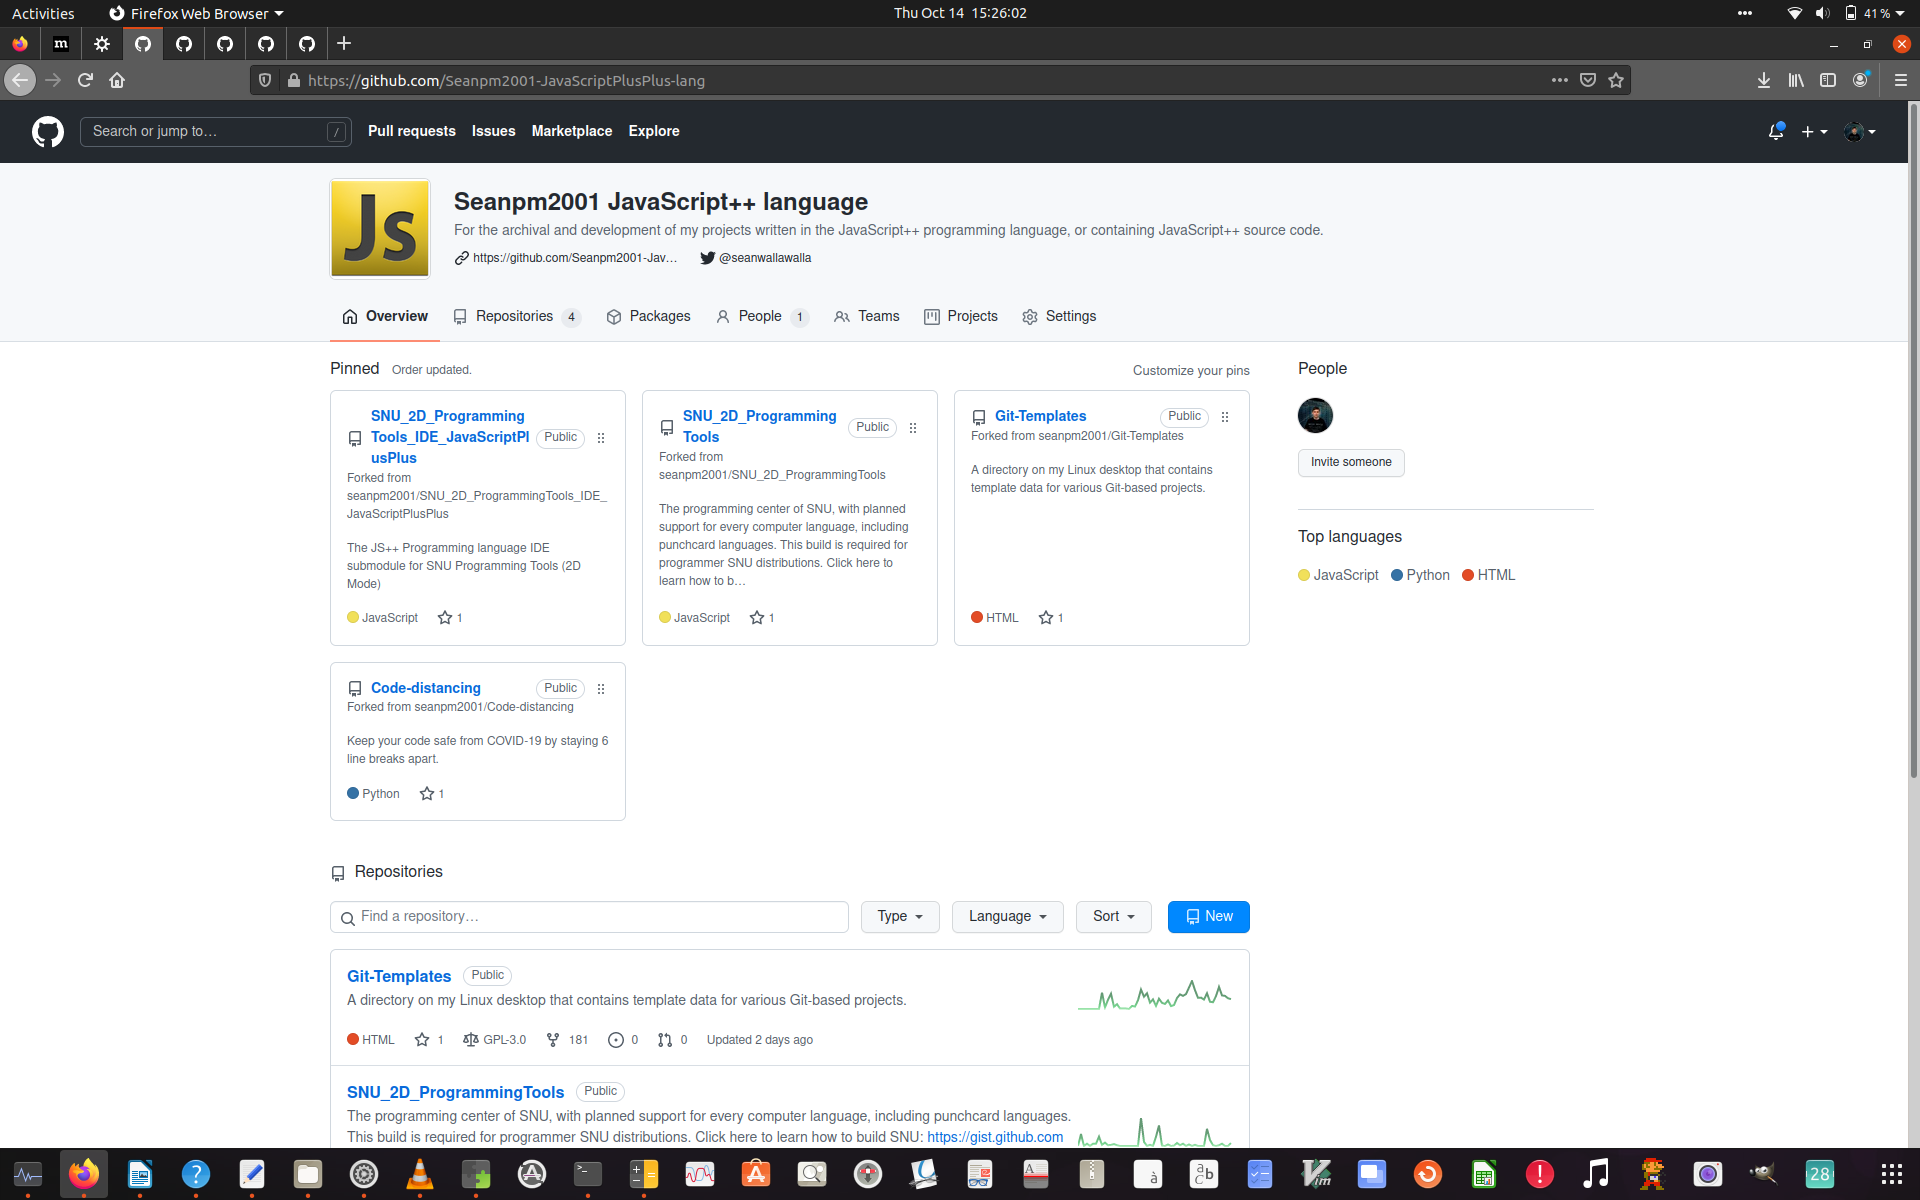 Activities
Firefox Web Browser
Thu Oct 14 15:26:02
41 %
m
https://github.com/Seanpm2001-JavaScriptPlusPlus-lang
Search or jump to…
/
Pull requests
Issues
Marketplace
Explore
Js
Seanpm2001 JavaScript++ language
For the archival and development of my projects written in the JavaScript++ programming language, or containing JavaScript++ source code.
https://github.com/Seanpm2001-Jav…
@seanwallawalla
Overview
Repositories 4
Packages
People 1
Teams
Projects
Settings
Pinned
Order updated.
Customize your pins
SNU_2D_Programming
Tools_IDE_JavaScriptPl
usPlus
Public
Forked from
seanpm2001/SNU_2D_ProgrammingTools_IDE_
JavaScriptPlusPlus
The JS++ Programming language IDE
submodule for SNU Programming Tools (2D
Mode)
JavaScript
1
SNU_2D_Programming
Tools
Public
Forked from
seanpm2001/SNU_2D_ProgrammingTools
The programming center of SNU, with planned
support for every computer language, including
punchcard languages. This build is required for
programmer SNU distributions. Click here to
learn how to b…
JavaScript
1
Git-Templates
Public
Forked from seanpm2001/Git-Templates
A directory on my Linux desktop that contains
template data for various Git-based projects.
HTML
1
Code-distancing
Public
Forked from seanpm2001/Code-distancing
Keep your code safe from COVID-19 by staying 6
line breaks apart.
Python
1
People
Invite someone
Top languages
JavaScript
Python
HTML
Repositories
Find a repository…
Type
Language
Sort
New
Git-Templates
Public
A directory on my Linux desktop that contains template data for various Git-based projects.
HTML
1
GPL-3.0
181
0
0
Updated 2 days ago
SNU_2D_ProgrammingTools
Public
The programming center of SNU, with planned support for every computer language, including punchcard languages.
This build is required for programmer SNU distributions. Click here to learn how to build SNU: https://gist.github.com
28